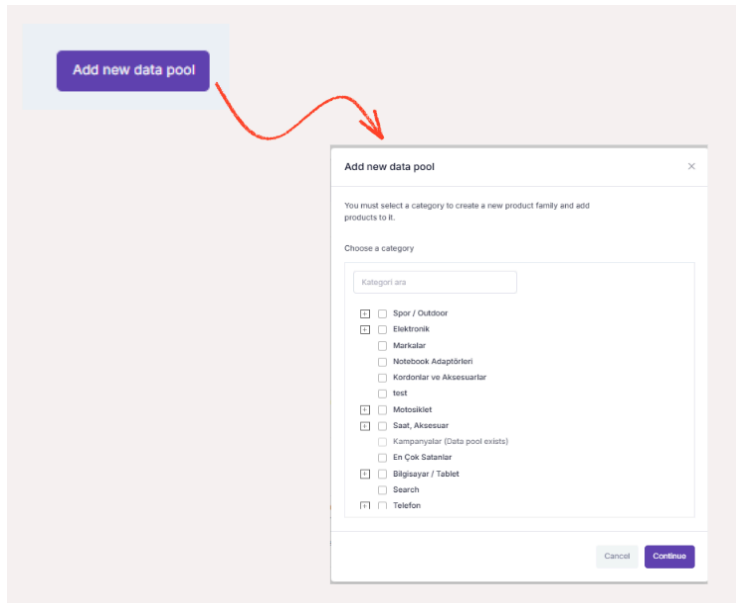 Add new data pool
Add new data pool
You must select a category to create a new product family and add
products to it.
Choose a category
Kategori ara
Spor / Outdoor
Elektronik
Markalar
Notebook Adaptörleri
Kordonlar ve Aksesuarlar
test
Motosiklet
Saat, Aksesuar
Kampanyalar (Data pool exists)
En Çok Satanlar
Bilgisayar / Tablet
Search
Telefon
Cancel Continue